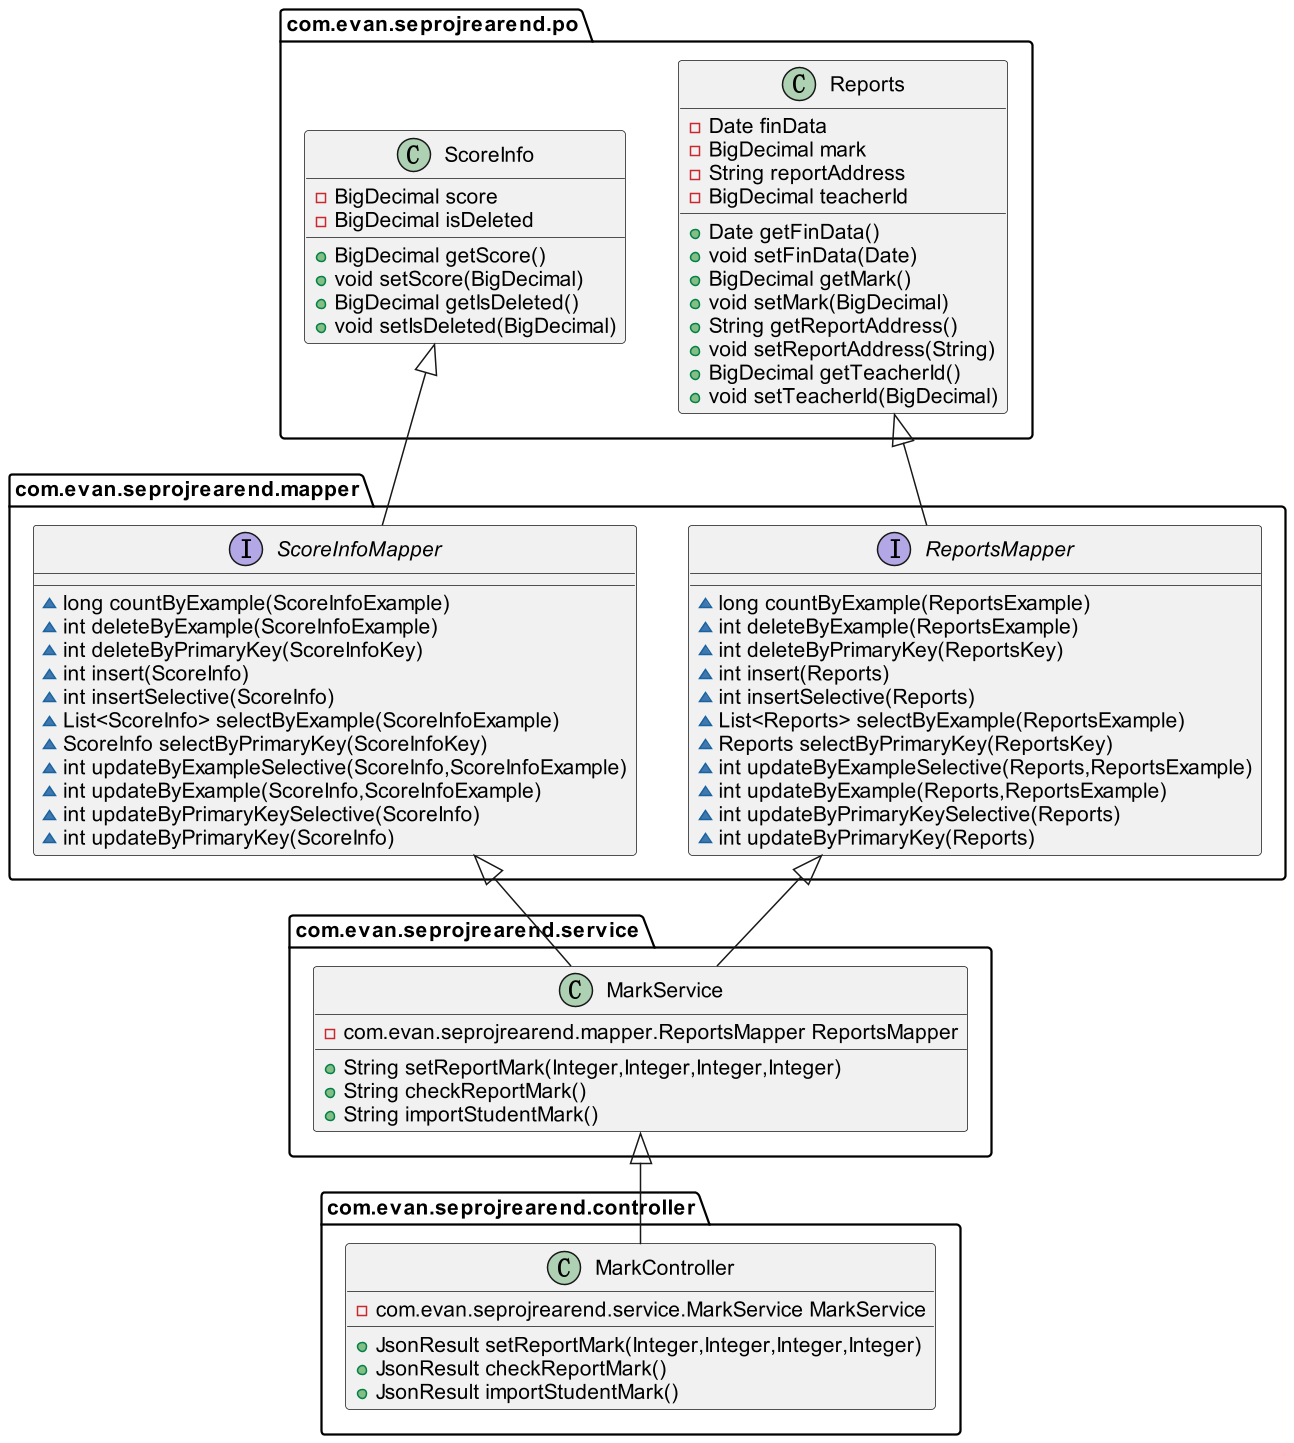 com.evan.seprojrearend.po
C Reports
Date finData
BigDecimal mark
String reportAddress
BigDecimal teacherId
Date getFinData()
void setFinData(Date)
BigDecimal getMark()
void setMark(BigDecimal)
String getReportAddress()
void setReportAddress(String)
BigDecimal getTeacherId()
void setTeacherId(BigDecimal)
C ScoreInfo
BigDecimal score
BigDecimal isDeleted
BigDecimal getScore()
void setScore(BigDecimal)
BigDecimal getIsDeleted()
void setIsDeleted(BigDecimal)
com.evan.seprojrearend.mapper
I ScoreInfoMapper
long countByExample(ScoreInfoExample)
int deleteByExample(ScoreInfoExample)
int deleteByPrimaryKey(ScoreInfoKey)
int insert(ScoreInfo)
int insertSelective(ScoreInfo)
List<ScoreInfo> selectByExample(ScoreInfoExample)
ScoreInfo selectByPrimaryKey(ScoreInfoKey)
int updateByExampleSelective(ScoreInfo,ScoreInfoExample)
int updateByExample(ScoreInfo,ScoreInfoExample)
int updateByPrimaryKeySelective(ScoreInfo)
int updateByPrimaryKey(ScoreInfo)
I ReportsMapper
long countByExample(ReportsExample)
int deleteByExample(ReportsExample)
int deleteByPrimaryKey(ReportsKey)
int insert(Reports)
int insertSelective(Reports)
List<Reports> selectByExample(ReportsExample)
Reports selectByPrimaryKey(ReportsKey)
int updateByExampleSelective(Reports,ReportsExample)
int updateByExample(Reports,ReportsExample)
int updateByPrimaryKeySelective(Reports)
int updateByPrimaryKey(Reports)
com.evan.seprojrearend.service
C MarkService
com.evan.seprojrearend.mapper.ReportsMapper ReportsMapper
String setReportMark(Integer,Integer,Integer,Integer)
String checkReportMark()
String importStudentMark()
com.evan.seprojrearend.controller
C MarkController
com.evan.seprojrearend.service.MarkService MarkService
JsonResult setReportMark(Integer,Integer,Integer,Integer)
JsonResult checkReportMark()
JsonResult importStudentMark()